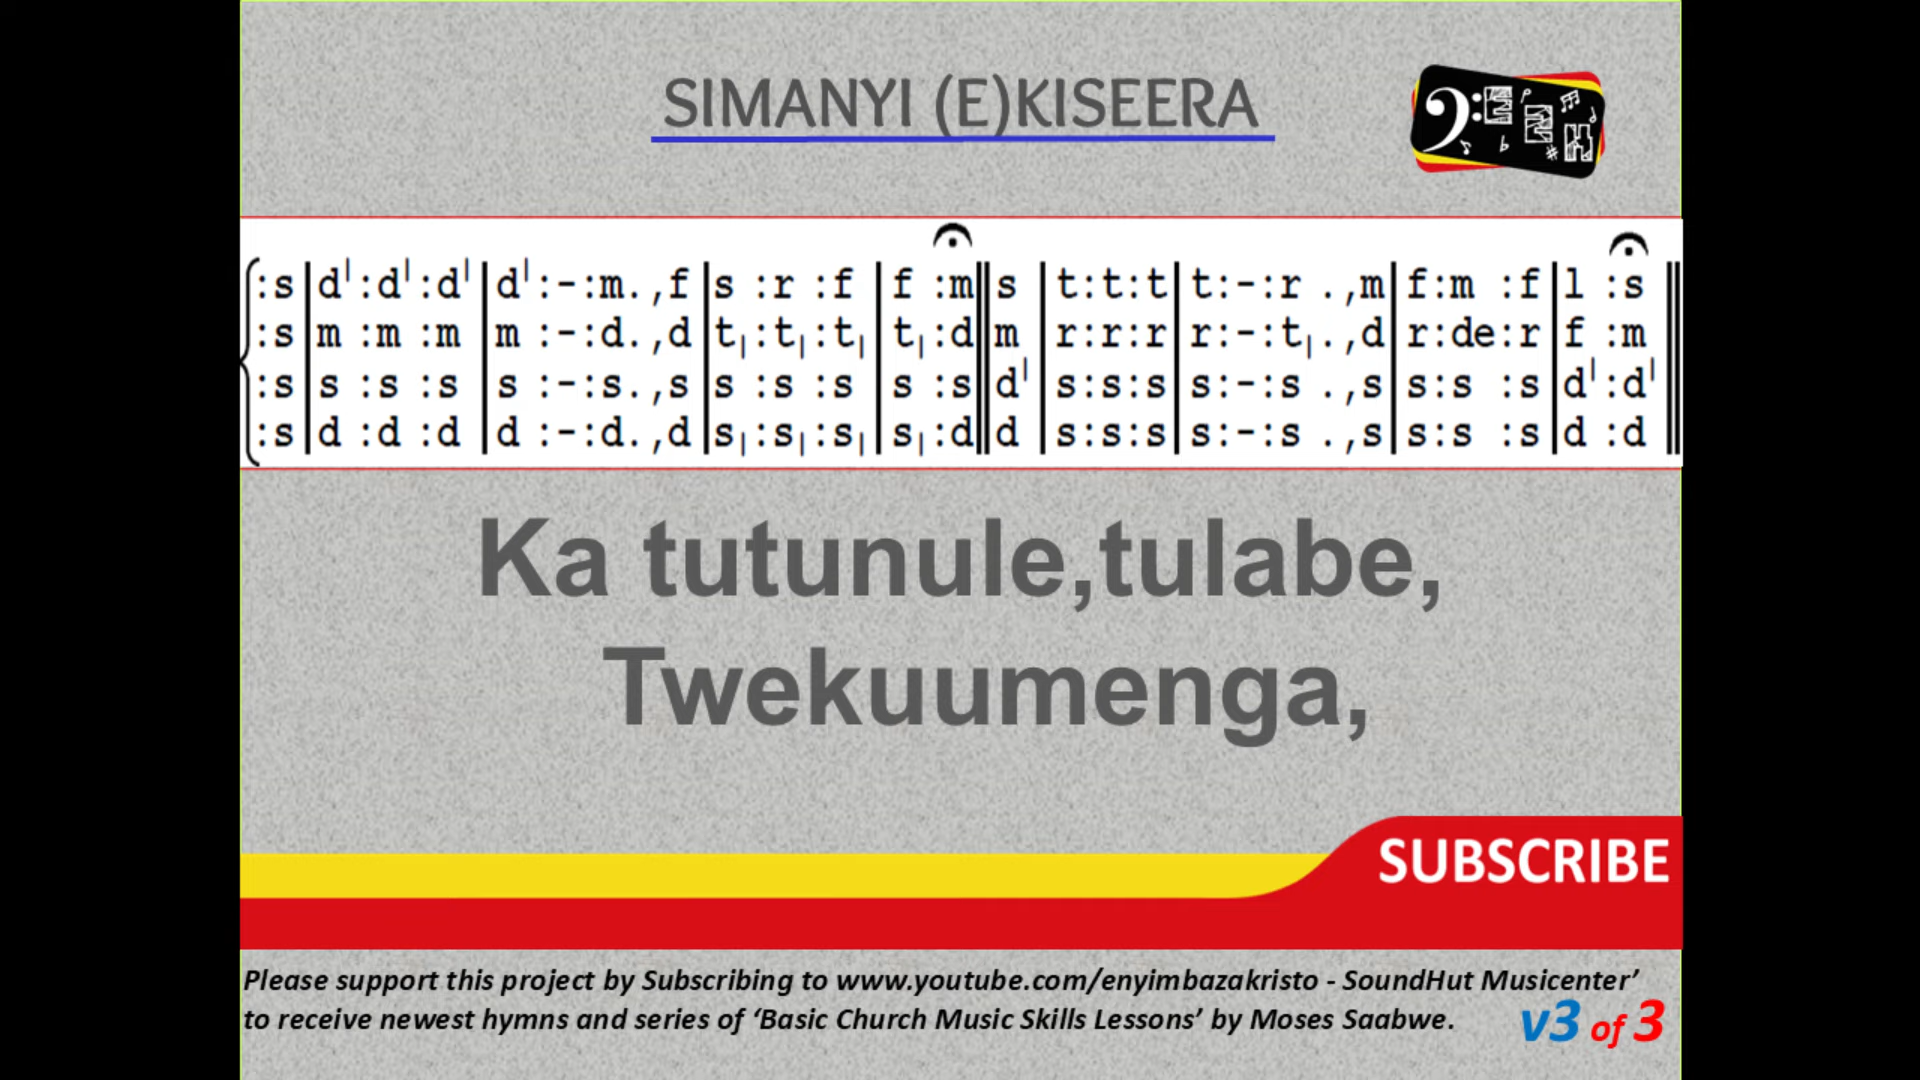 SIMANYI (E)KISEERA
EZH
:s|d':d':d'|d':-:m.,f|s :r :f|f :m||s|t:t:t|t:-:r .,m|f:m :f|l :s||
:s|m :m :m|m :-:d.,d|t|:t|:t||t|:d||m|r:r:r|r:-:t|.,d|r:de:r|f :m||
:s|s :s :s|s :-:s.,s|s :s :s|s :s||d'|s:s:s|s:-:s .,s|s:s :s|d':d'||
:s|d :d :d|d :-:d.,d|s|:s|:s||s|:d||d|s:s:s|s:-:s .,s|s:s :s|d :d||
Ka tutunule,tulabe,
Twekuumenga,
SUBSCRIBE
Please support this project by Subscribing to www.youtube.com/enyimbazakristo - SoundHut Musicenter’
to receive newest hymns and series of ‘Basic Church Music Skills Lessons’ by Moses Saabwe.
v3 of 3